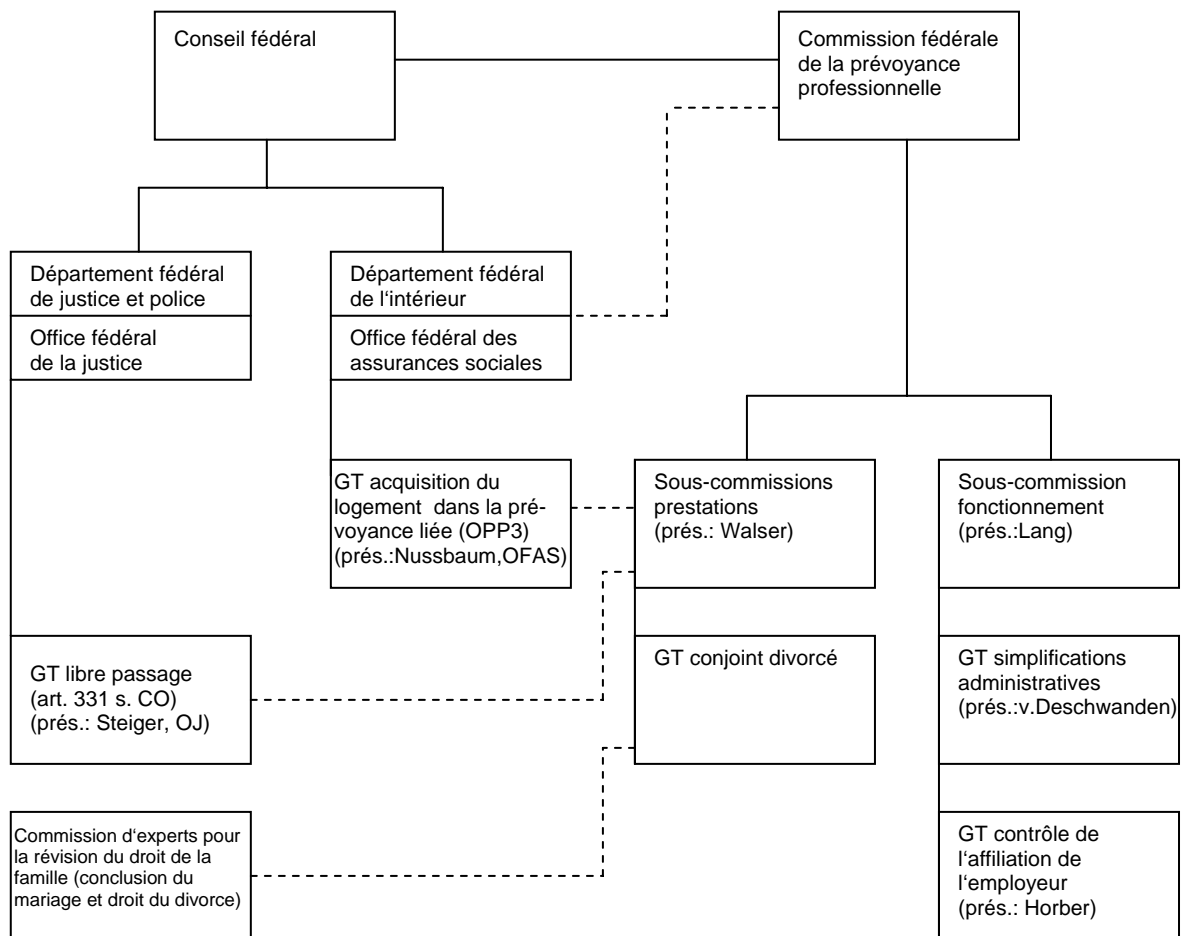 Conseil fédéral
Commission fédérale
de la prévoyance
professionnelle
Département fédéral
de justice et police
Office fédéral
de la justice
Département fédéral
de l‘intérieur
Office fédéral des
assurances sociales
GT acquisition du
logement dans la pré-
voyance liée (OPP3)
(prés.:Nussbaum,OFAS)
Sous-commissions
prestations
(prés.: Walser)
Sous-commission
fonctionnement
(prés.:Lang)
GT libre passage
(art. 331 s. CO)
(prés.: Steiger, OJ)
GT conjoint divorcé
GT simplifications
administratives
(prés.:v.Deschwanden)
Commission d‘experts pour
la révision du droit de la
famille (conclusion du
mariage et droit du divorce)
GT contrôle de
l‘affiliation de
l‘employeur
(prés.: Horber)